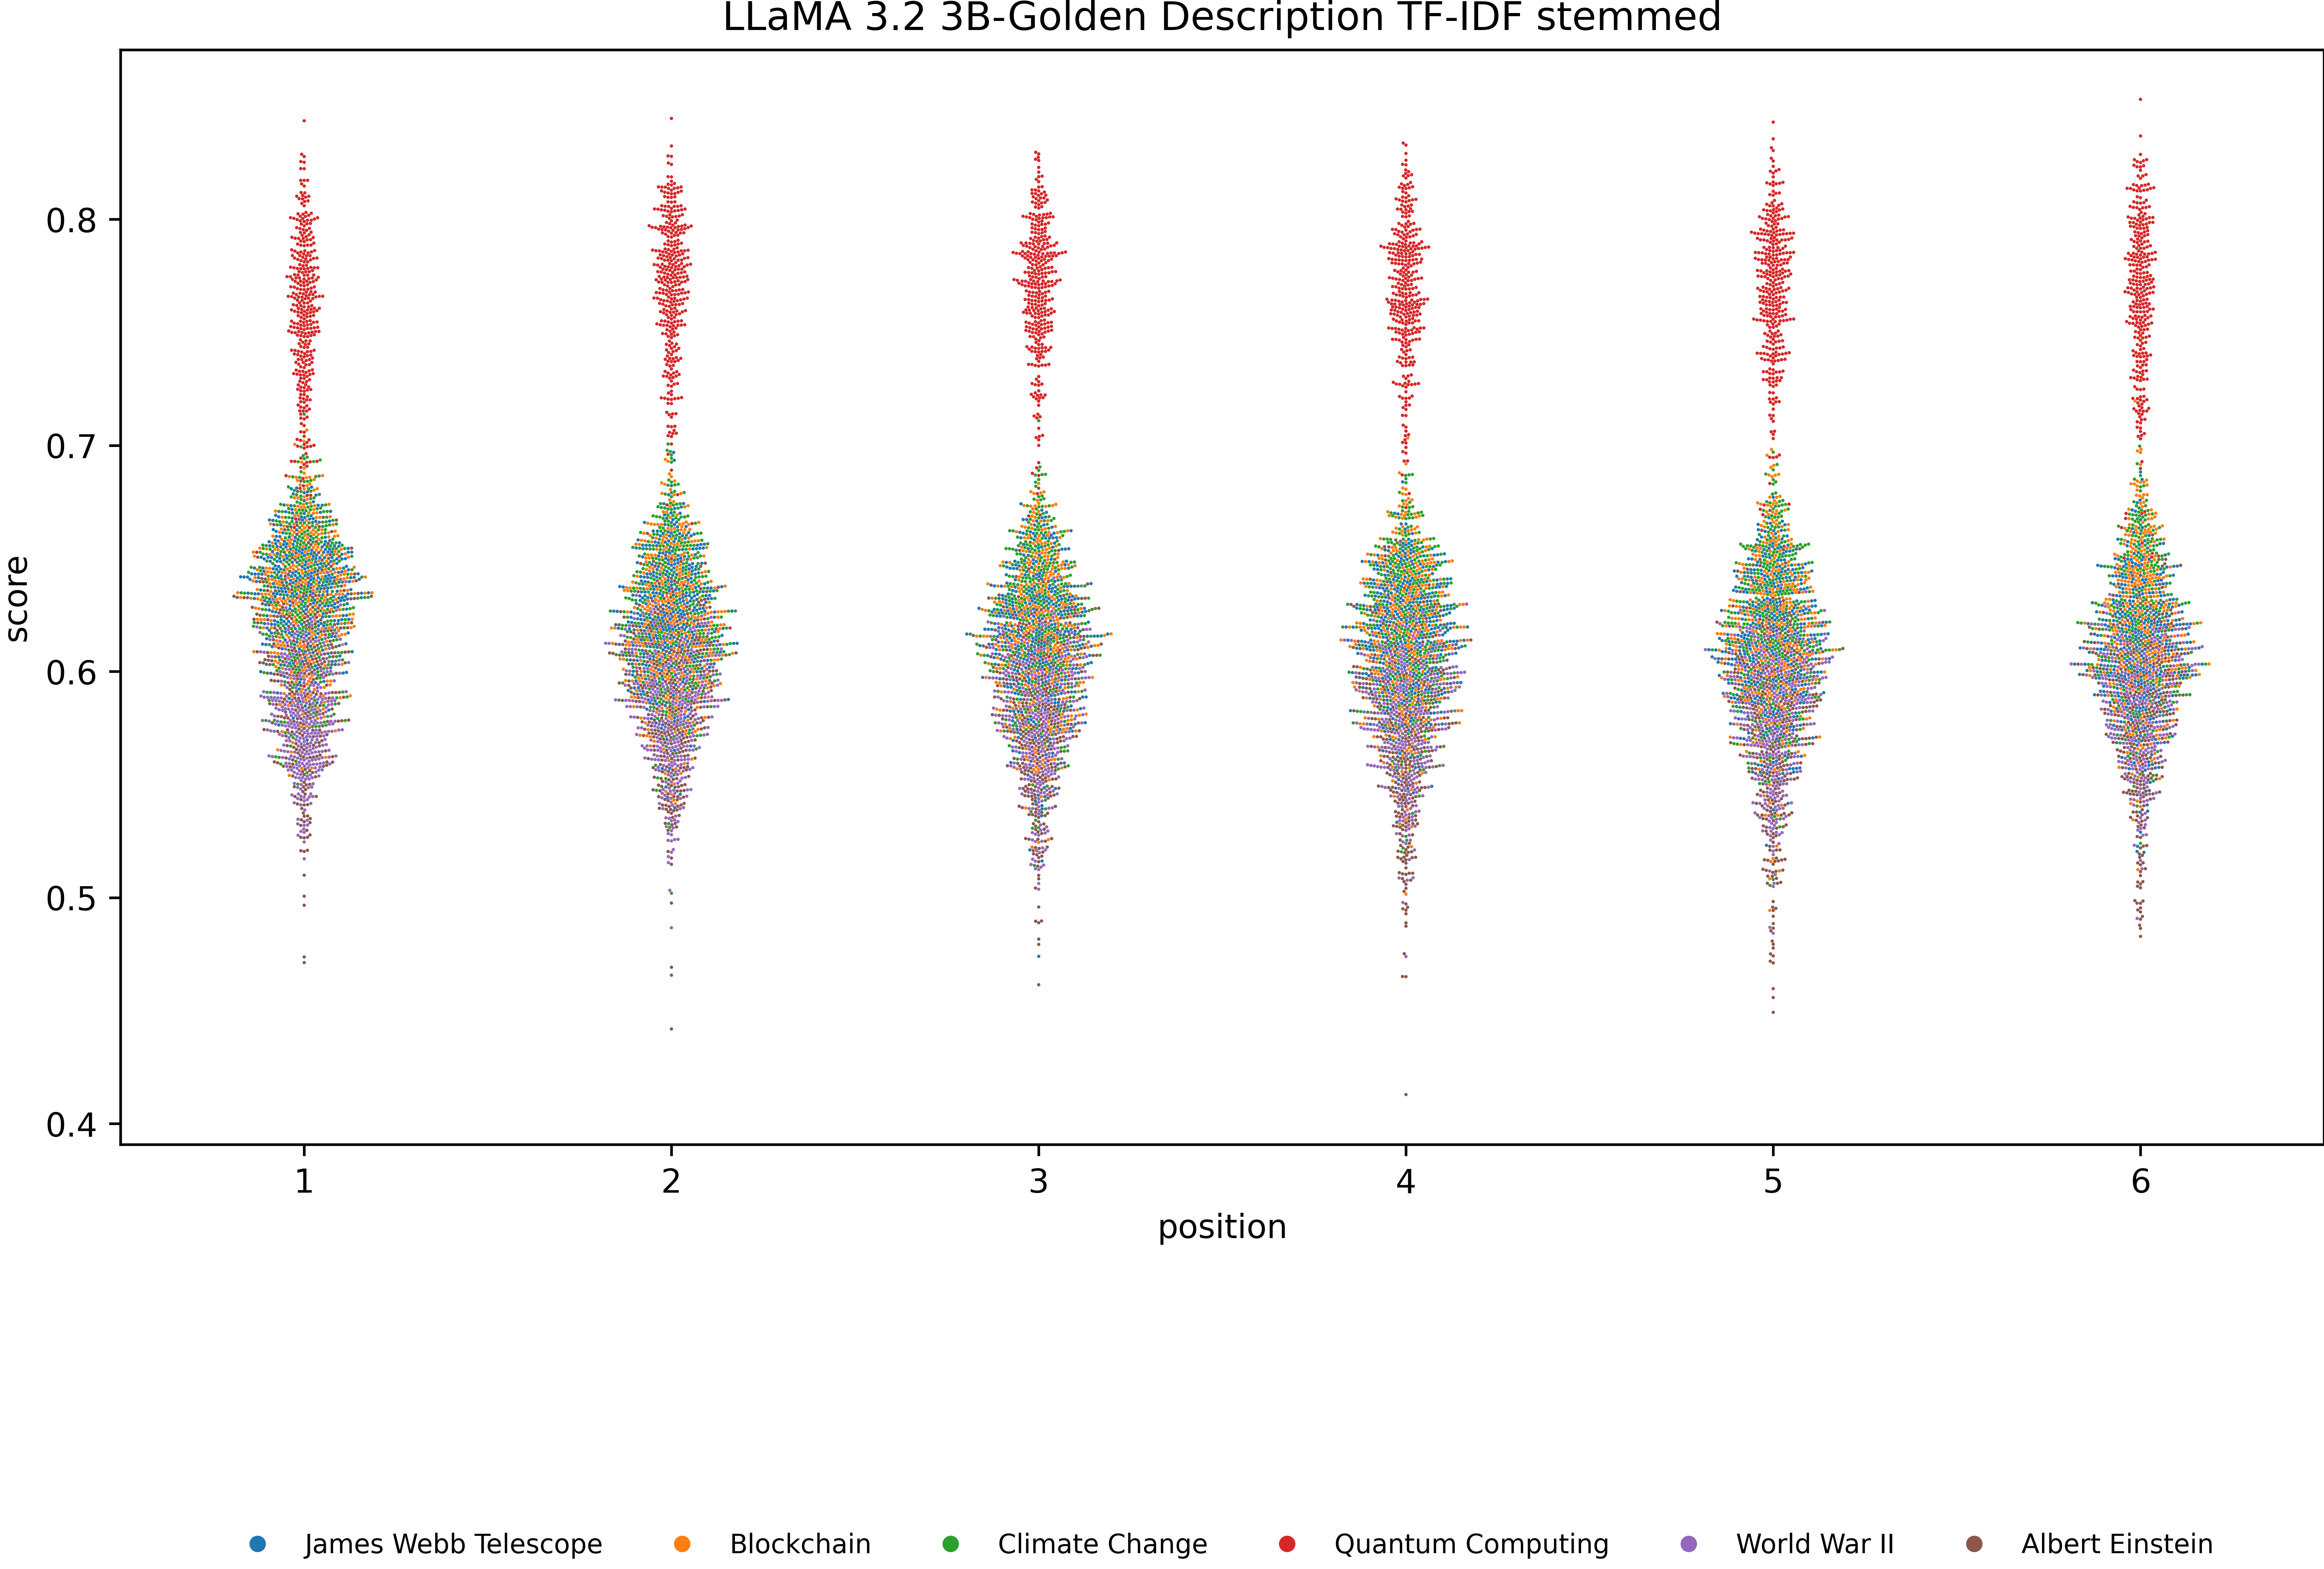 LLaMA 3.2 3B-Golden Description TF-IDF stemmed
score
0.8
0.7
0.6
0.5
0.4
1 2 3 4 5 6
position
James Webb Telescope Blockchain Climate Change Quantum Computing World War II Albert Einstein